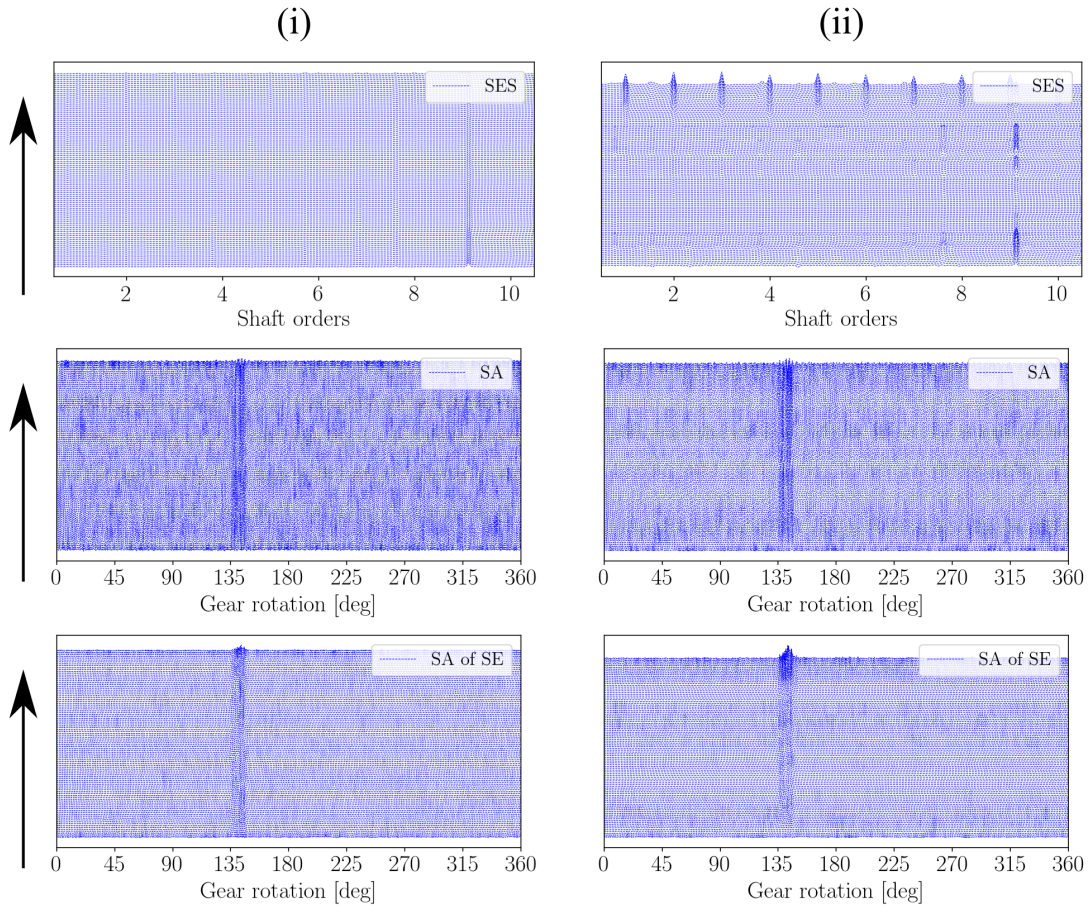 (i)
(ii)
SES
2 4 6 8 10
Shaft orders
SES
2 4 6 8 10
Shaft orders
SA
0 45 90 135 180 225 270 315 360
Gear rotation [deg]
SA
0 45 90 135 180 225 270 315 360
Gear rotation [deg]
SA of SE
0 45 90 135 180 225 270 315 360
Gear rotation [deg]
SA of SE
0 45 90 135 180 225 270 315 360
Gear rotation [deg]